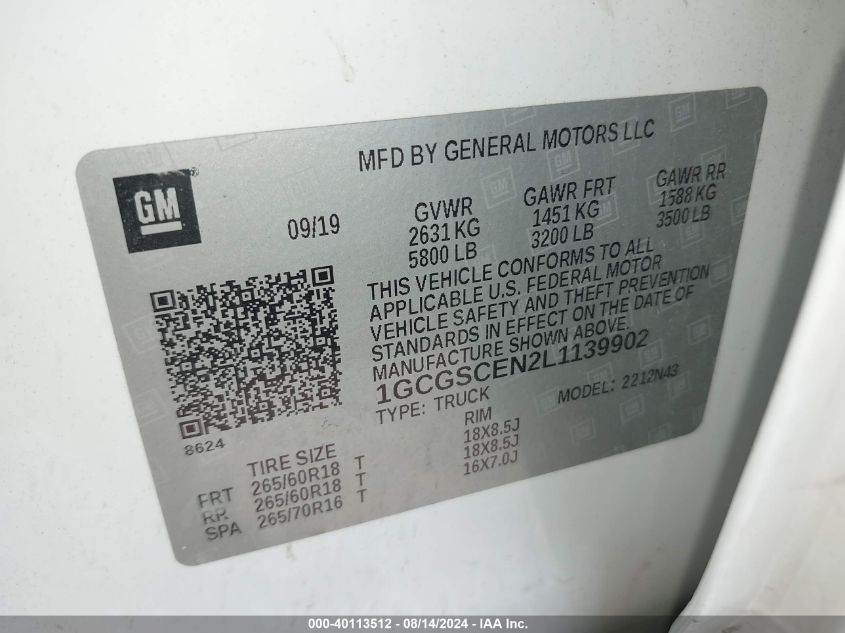 MFD BY GENERAL MOTORS LLC
GM
09/19
GVWR GAWR FRT GAWR RR
2631 KG 1451 KG 1588 KG
5800 LB 3200 LB 3500 LB
THIS VEHICLE CONFORMS TO ALL
APPLICABLE U.S. FEDERAL MOTOR
VEHICLE SAFETY AND THEFT PREVENTION
STANDARDS IN EFFECT ON THE DATE OF
MANUFACTURE SHOWN ABOVE.
1GCGSCEN2L1139902
TYPE: TRUCK MODEL: 2212N43
8624
TIRE SIZE RIM
FRT 265/60R18 T 18X8.5J
RR 265/60R18 T 18X8.5J
SPA 265/70R16 T 16X7.0J
000-40113512 - 08/14/2024 - IAA Inc.